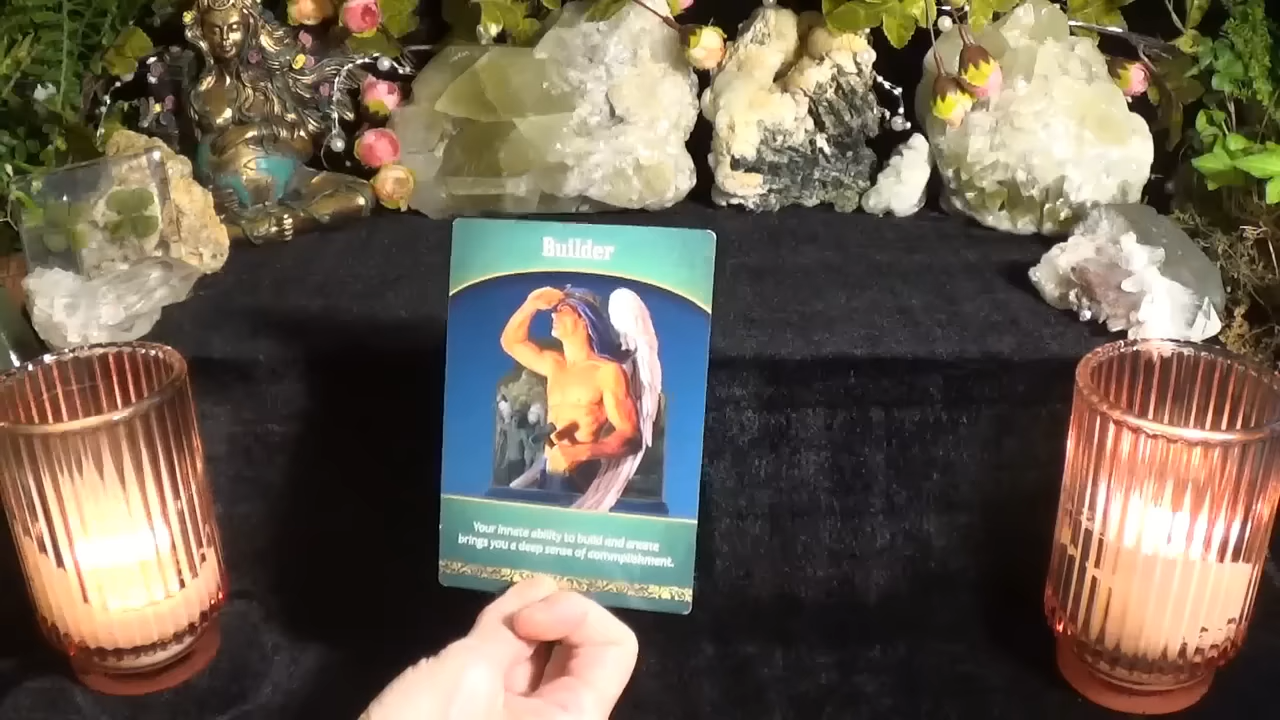 Builder
Your innate ability to build and create
brings you a deep sense of accomplishment.